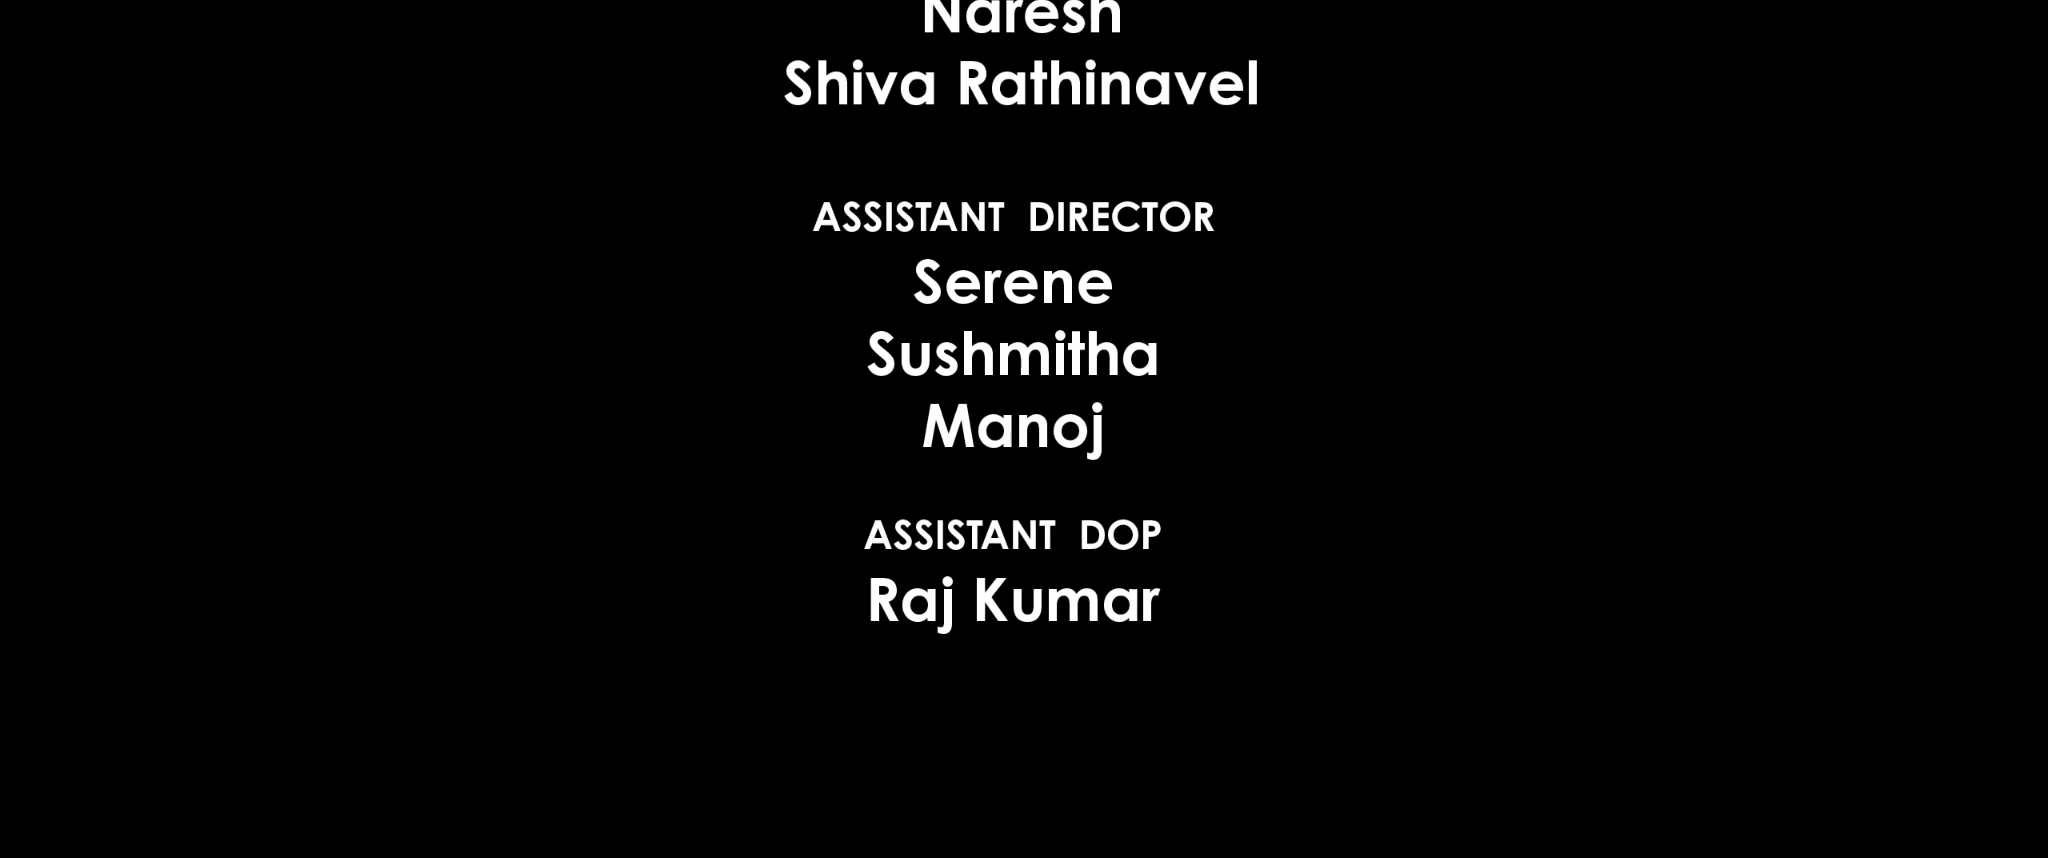 Naresh
Shiva Rathinavel
ASSISTANT DIRECTOR
Serene
Sushmitha
Manoj
ASSISTANT DOP
Raj Kumar